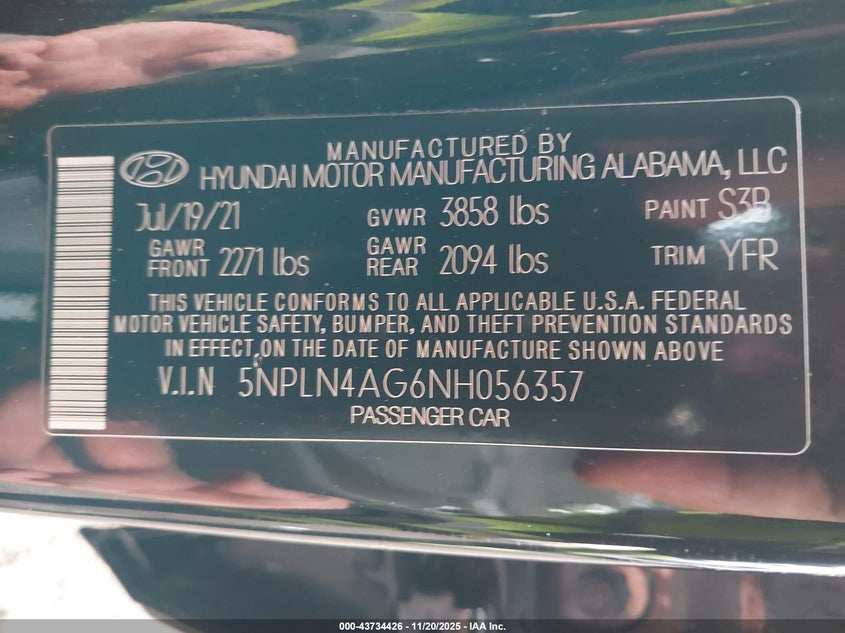 MANUFACTURED BY
HYUNDAI MOTOR MANUFACTURING ALABAMA, LLC
Jul/19/21 GVWR 3858 lbs PAINT S3B
GAWR FRONT 2271 lbs GAWR REAR 2094 lbs TRIM YFR
THIS VEHICLE CONFORMS TO ALL APPLICABLE U.S.A. FEDERAL
MOTOR VEHICLE SAFETY, BUMPER, AND THEFT PREVENTION STANDARDS
IN EFFECT, ON THE DATE OF MANUFACTURE SHOWN ABOVE
V.I.N 5NPLN4AG6NH056357
PASSENGER CAR
000-43734426 - 11/20/2025 - IAA Inc.